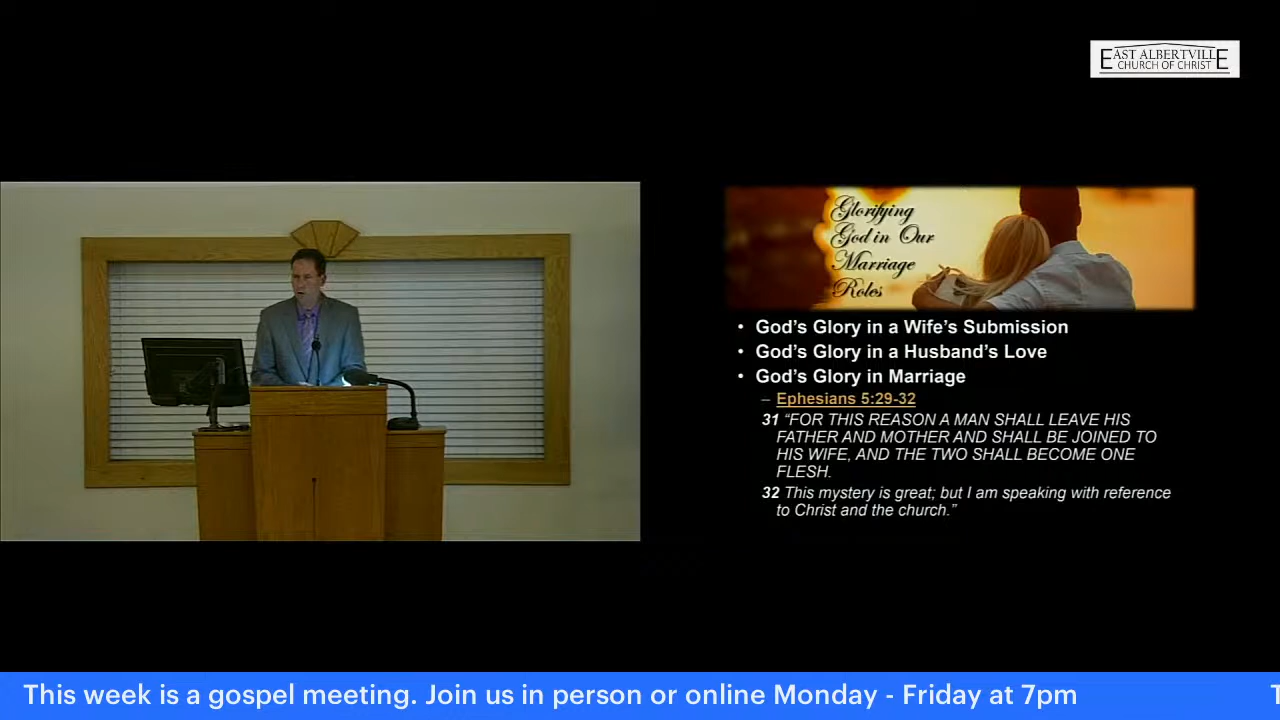 EAST ALBERTVILLE
CHURCH OF CHRIST
Glorifying
God in Our
Marriage
Roles
• God's Glory in a Wife's Submission
• God's Glory in a Husband's Love
• God's Glory in Marriage
– Ephesians 5:29-32
31 “FOR THIS REASON A MAN SHALL LEAVE HIS
FATHER AND MOTHER AND SHALL BE JOINED TO
HIS WIFE, AND THE TWO SHALL BECOME ONE
FLESH.
32 This mystery is great; but I am speaking with reference
to Christ and the church.”
This week is a gospel meeting. Join us in person or online Monday - Friday at 7pm